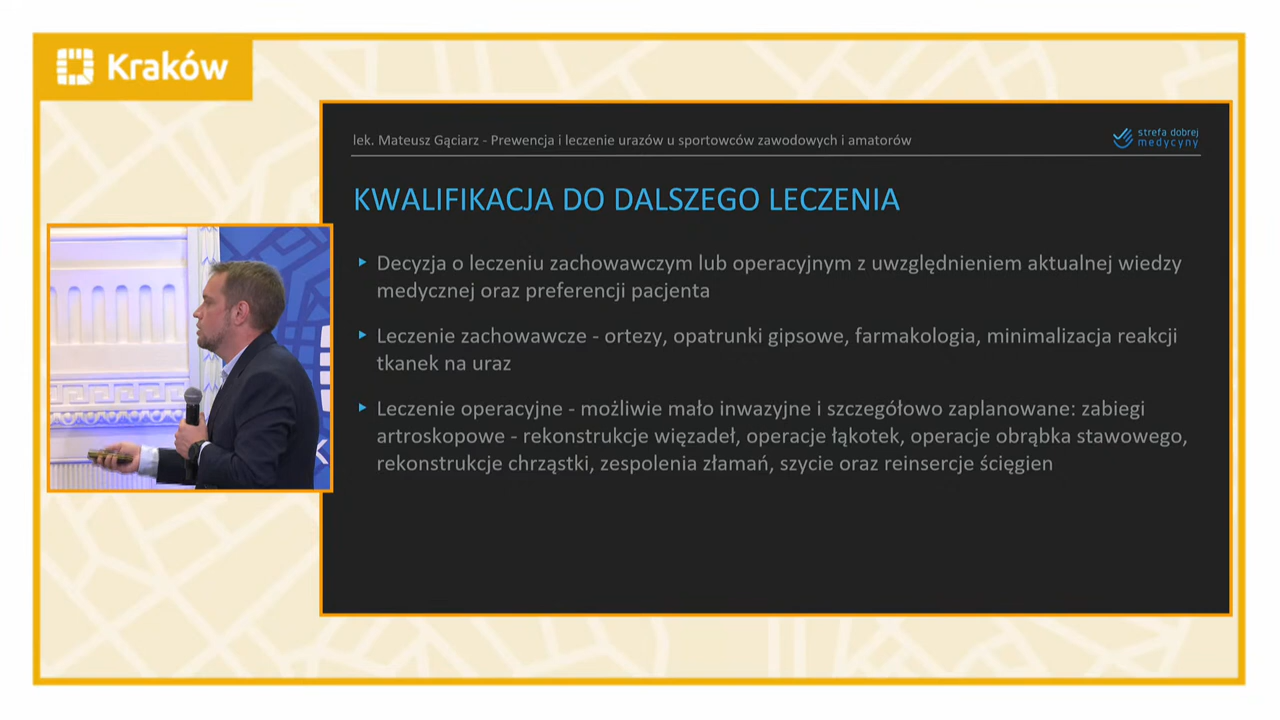 Kraków
lek. Mateusz Gąciarz - Prewencja i leczenie urazów u sportowców zawodowych i amatorów
strefa dobrej
medycyny
KWALIFIKACJA DO DALSZEGO LECZENIA
Decyzja o leczeniu zachowawczym lub operacyjnym z uwzględnieniem aktualnej wiedzy
medycznej oraz preferencji pacjenta
Leczenie zachowawcze - ortezy, opatrunki gipsowe, farmakologia, minimalizacja reakcji
tkanek na uraz
Leczenie operacyjne - możliwie mało inwazyjne i szczegółowo zaplanowane: zabiegi
artroskopowe - rekonstrukcje więzadeł, operacje łąkotek, operacje obrąbka stawowego,
rekonstrukcje chrząstki, zespolenia złamań, szycie oraz reinsercje ścięgien